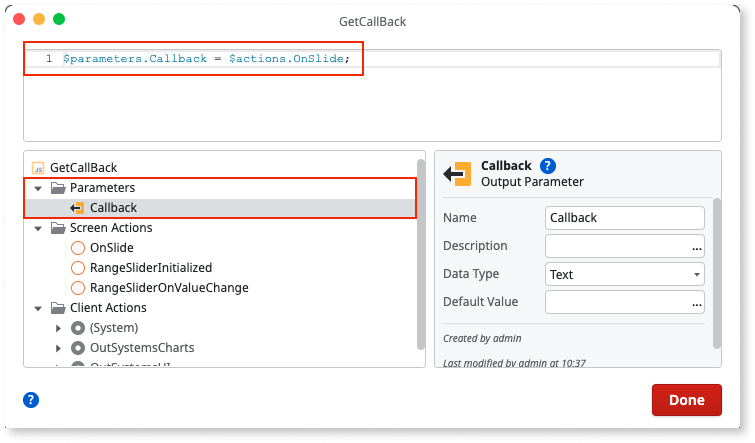 GetCallBack
1 $parameters.Callback = $actions.OnSlide;
JS GetCallBack
Parameters
Callback
Screen Actions
OnSlide
RangeSliderInitialized
RangeSliderOnValueChange
Client Actions
(System)
OutSystemsCharts
OutSystemsUI
Callback ?
Output Parameter
Name Callback
Description ...
Data Type Text
Default Value ...
Created by admin
Last modified by admin at 10:37
?
Done